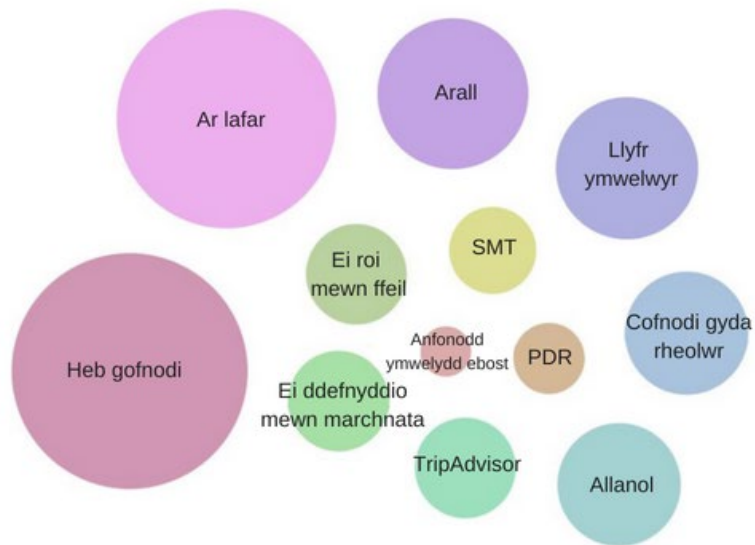 Ar lafar
Arall
Llyfr
ymwelwyr
Ei roi
mewn ffeil
SMT
Cofnodi gyda
rheolwr
Heb gofnodi
Anfonodd
ymwelydd ebost
PDR
Ei ddefnyddio
mewn marchnata
TripAdvisor
Allanol